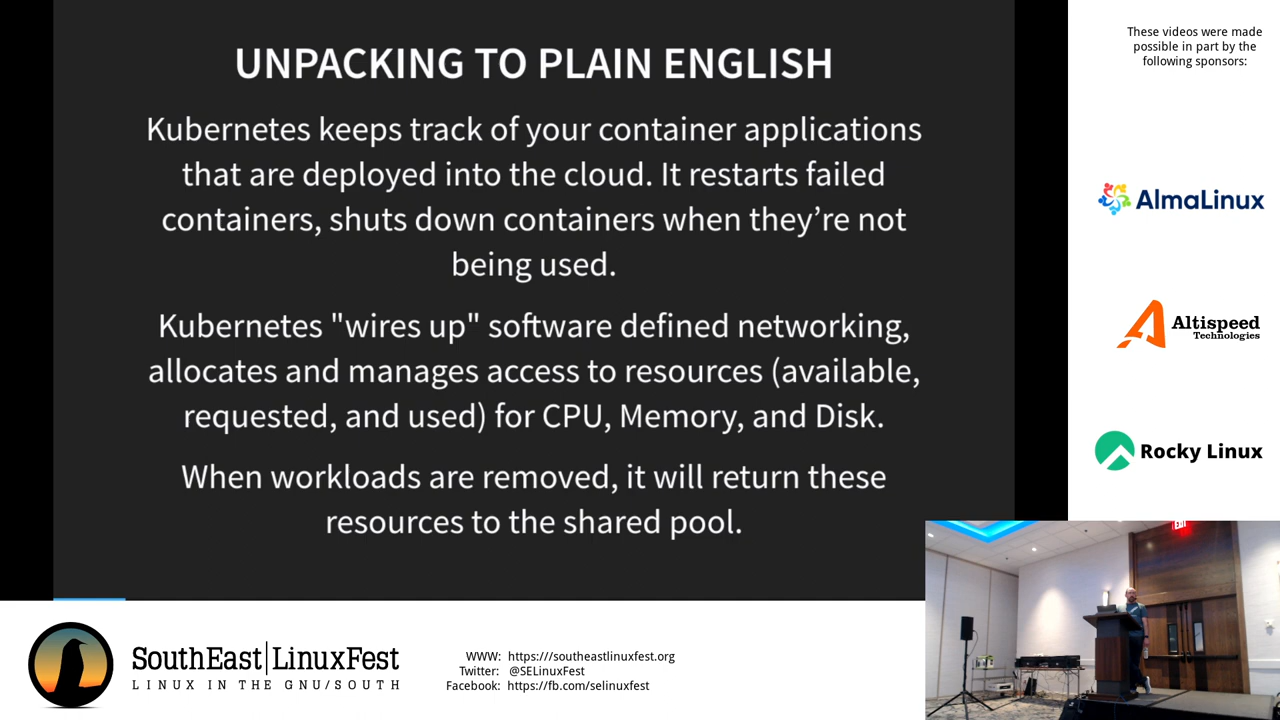 UNPACKING TO PLAIN ENGLISH
Kubernetes keeps track of your container applications
that are deployed into the cloud. It restarts failed
containers, shuts down containers when they’re not
being used.
Kubernetes "wires up" software defined networking,
allocates and manages access to resources (available,
requested, and used) for CPU, Memory, and Disk.
When workloads are removed, it will return these
resources to the shared pool.
These videos were made
possible in part by the
following sponsors:
AlmaLinux
Altispeed
Technologies
Rocky Linux
EXIT
SouthEast|LinuxFest
LINUX IN THE GNU/SOUTH
WWW: https://southeastlinuxfest.org
Twitter: @SELinuxFest
Facebook: https://fb.com/selinuxfest